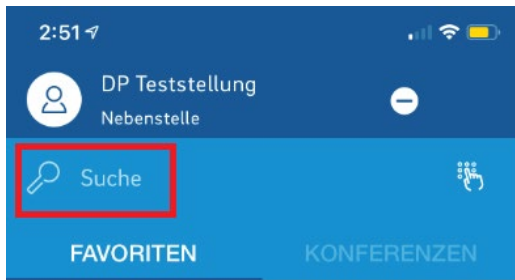 2:51
DP Teststellung
Nebenstelle
Suche
FAVORITEN KONFERENZEN